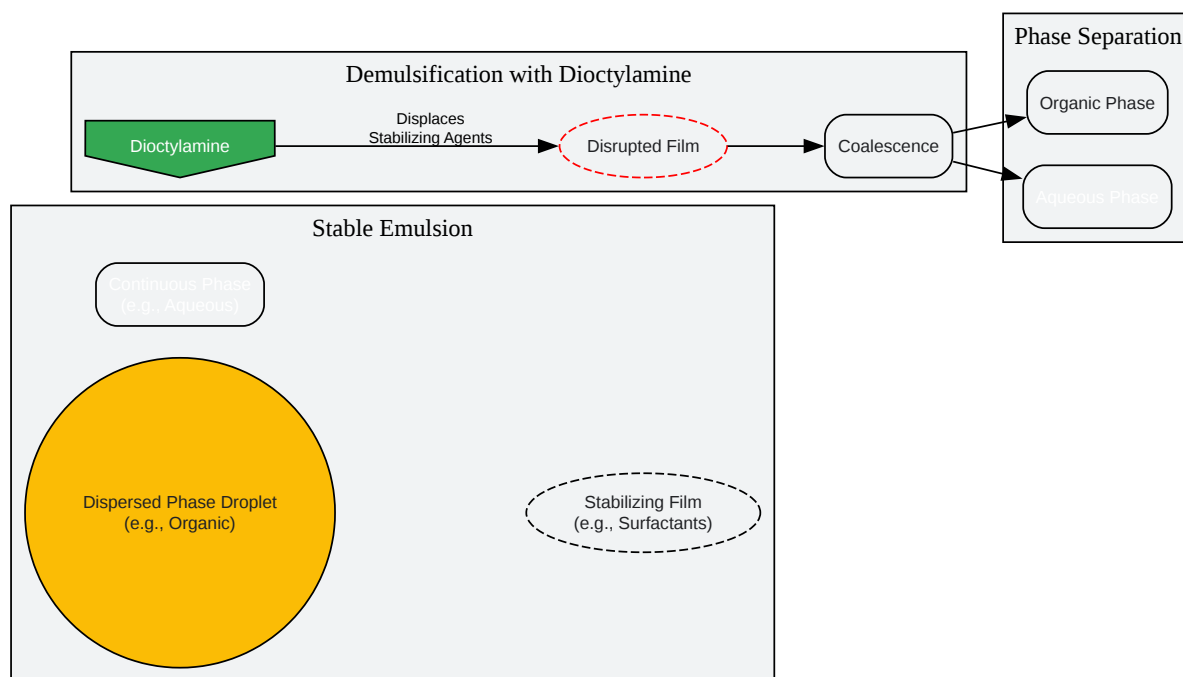 Phase Separation
Demulsification with Dioctylamine
Dioctylamine
Displaces
Stabilizing Agents
Disrupted Film
Coalescence
Organic Phase
Aqueous Phase
Stable Emulsion
Continuous Phase
(e.g., Aqueous)
Dispersed Phase Droplet
(e.g., Organic)
Stabilizing Film
(e.g., Surfactants)